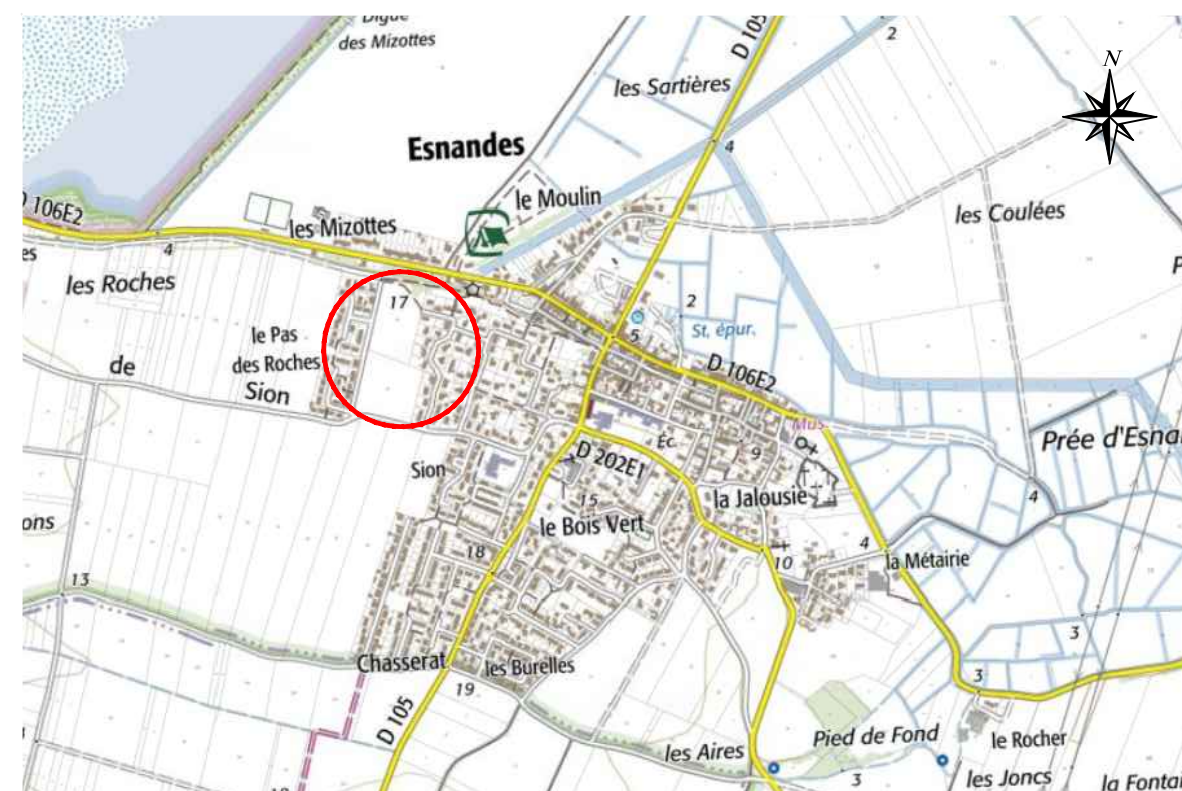 Digue
des Mizottes
2
D 105
N
les Sartières
Esnandes
4
le Moulin
D 106E2
les Mizottes
les Coulées
4
es
les Roches
17
P
2
St. épur.
5
le Pas
des Roches
de
Sion
D 106E2
Mus.
Prée d'Esna
Éc.
9
D 202E1
Sion
la Jalousie
4
15
ons
le Bois Vert
18
4
la Métairie
10
13
3
Chasserat
les Burelles
19
3
D 105
Pied de Fond
le Rocher
les Aires
3
les Joncs
la Fontai